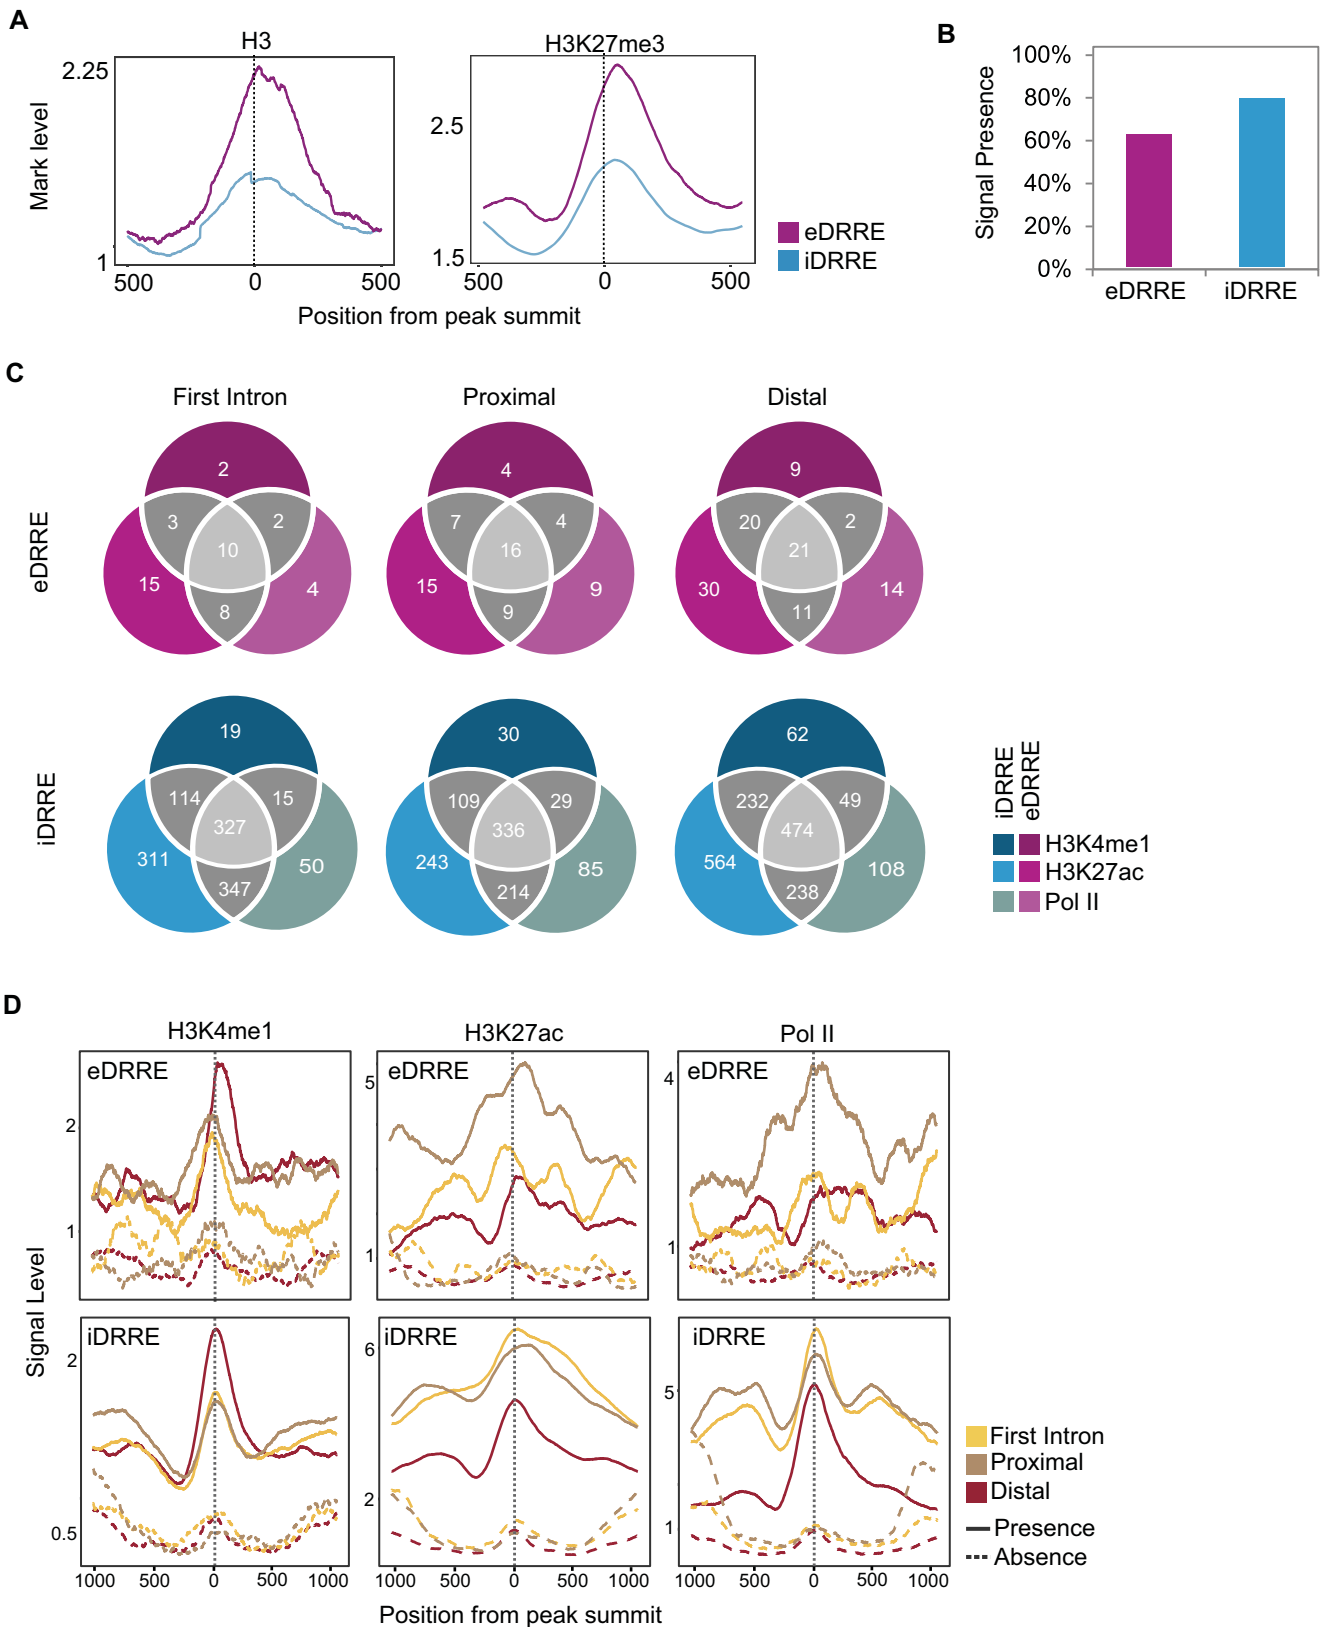 A
H3
H3K27me3
Mark level
2.25
1
500 0 500
2.5
1.5
500 0 500
Position from peak summit
eDRRE
iDRRE
B
Signal Presence
100%
80%
60%
40%
20%
0%
eDRRE iDRRE
C
First Intron Proximal Distal
eDRRE
2
3 2
10
15 4
8
4
7 4
16
15 9
9
9
20 2
21
30 14
11
iDRRE
19
114 15
327
311 50
347
30
109 29
336
243 85
214
62
232 49
474
564 108
238
iDRRE
eDRRE
H3K4me1
H3K27ac
Pol II
D
H3K4me1 H3K27ac Pol II
Signal Level
eDRRE
2
1
eDRRE
5
1
eDRRE
4
1
iDRRE
2
0.5
iDRRE
6
2
iDRRE
5
1
1000 500 0 500 1000
1000 500 0 500 1000
1000 500 0 500 1000
Position from peak summit
First Intron
Proximal
Distal
Presence
Absence